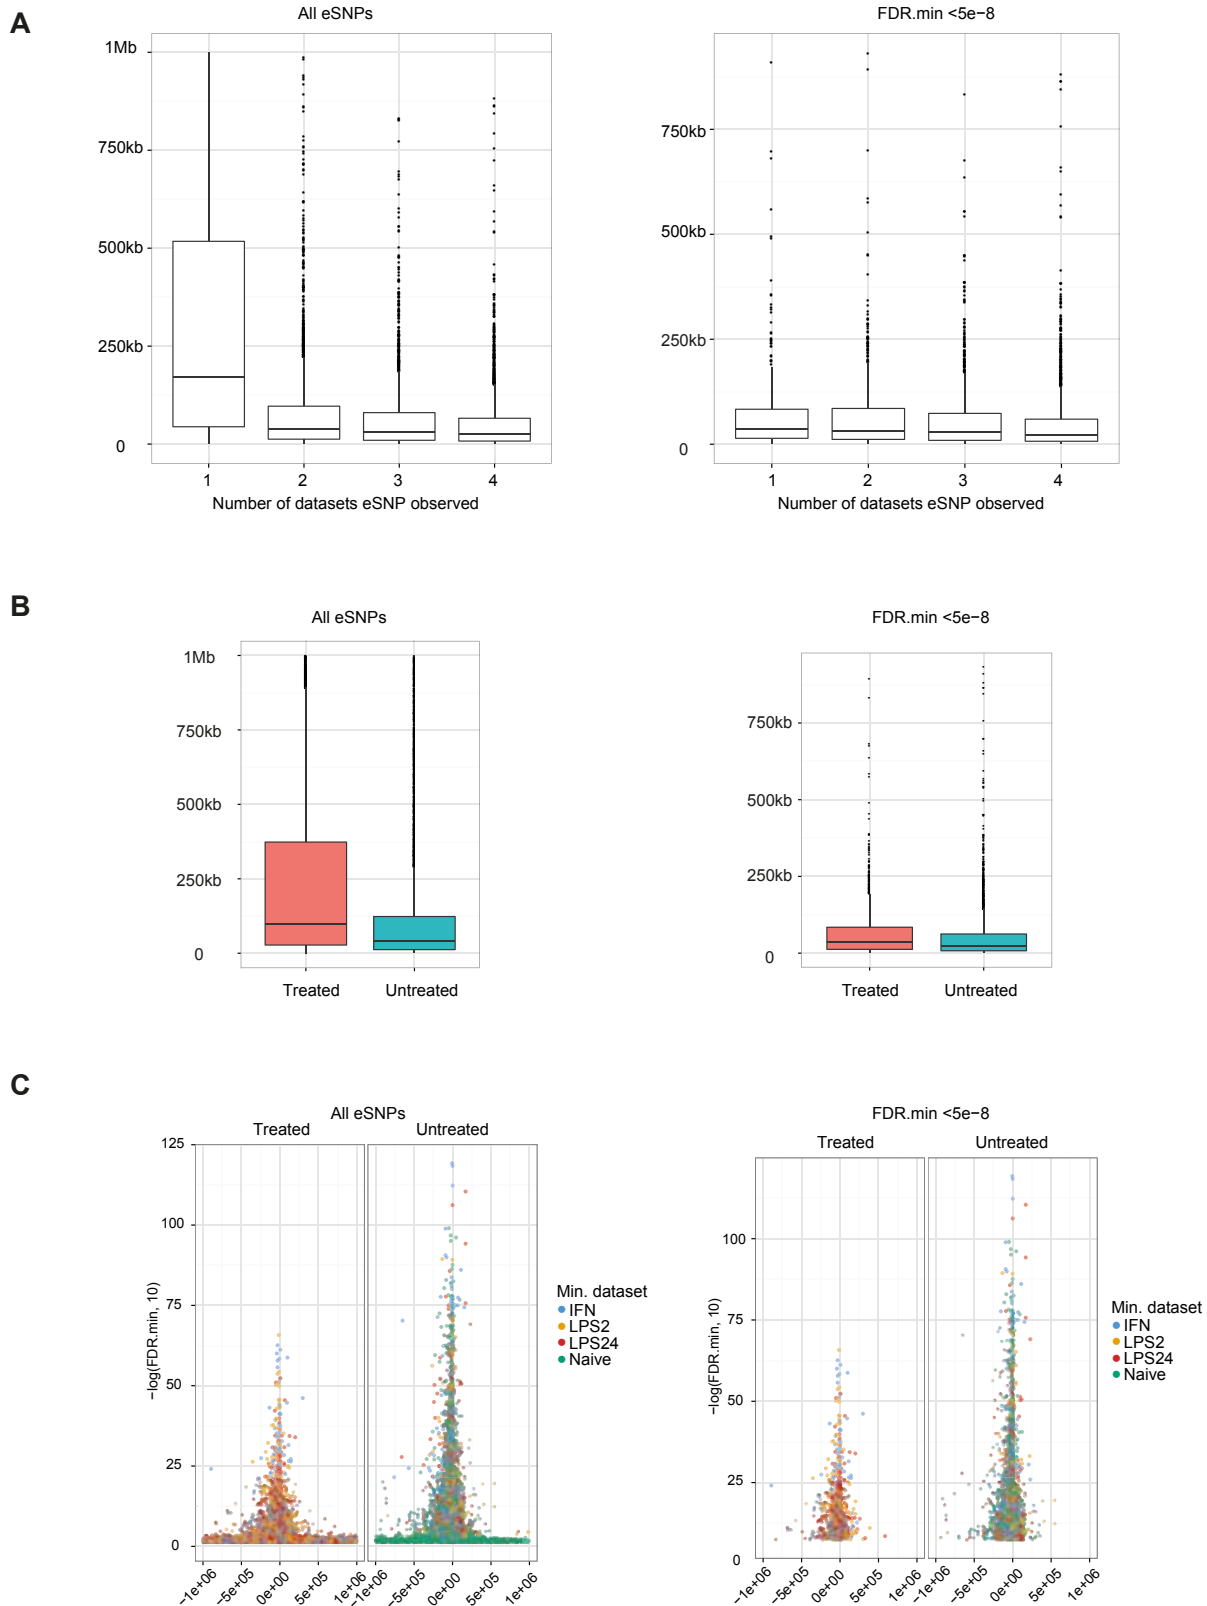 A
All eSNPs
FDR.min <5e−8
1Mb
750kb
500kb
250kb
0
1 2 3 4
Number of datasets eSNP observed
750kb
500kb
250kb
0
1 2 3 4
Number of datasets eSNP observed
B
All eSNPs
FDR.min <5e−8
1Mb
750kb
500kb
250kb
0
Treated Untreated
750kb
500kb
250kb
0
Treated Untreated
C
All eSNPs
Treated Untreated
−log(FDR.min, 10)
125
100
75
50
25
0
−1e+06 −5e+05 0e+00 5e+05 1e+06 −1e+06 −5e+05 0e+00 5e+05 1e+06
Min. dataset
IFN
LPS2
LPS24
Naive
FDR.min <5e−8
Treated Untreated
−log(FDR.min, 10)
100
75
50
25
0
−1e+06 −5e+05 0e+00 5e+05 −1e+06 −5e+05 0e+00 5e+05 1e+06
Min. dataset
IFN
LPS2
LPS24
Naive